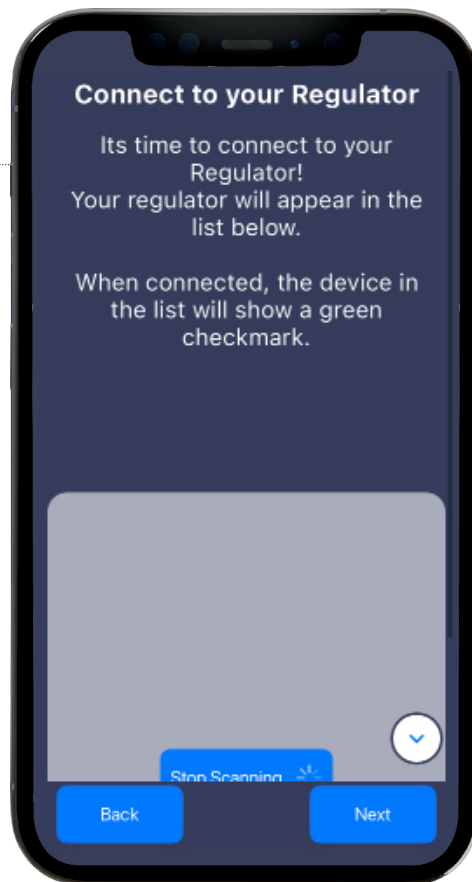 Connect to your Regulator
Its time to connect to your
Regulator!
Your regulator will appear in the
list below.
When connected, the device in
the list will show a green
checkmark.
Stop Scanning
Back
Next